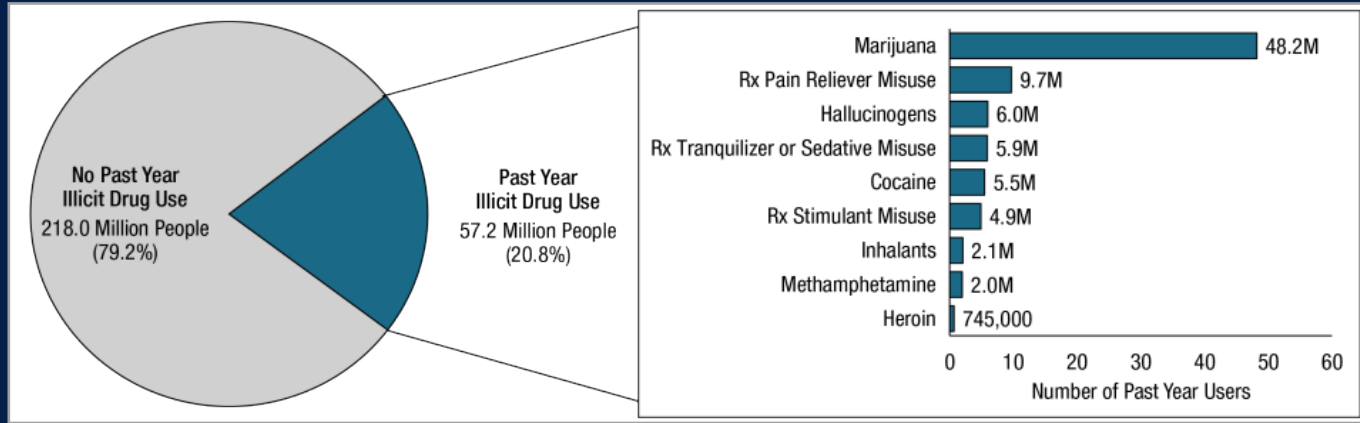 No Past Year
Illicit Drug Use
218.0 Million People
(79.2%)
Past Year
Illicit Drug Use
57.2 Million People
(20.8%)
Marijuana 48.2M
Rx Pain Reliever Misuse 9.7M
Hallucinogens 6.0M
Rx Tranquilizer or Sedative Misuse 5.9M
Cocaine 5.5M
Rx Stimulant Misuse 4.9M
Inhalants 2.1M
Methamphetamine 2.0M
Heroin 745,000
0 10 20 30 40 50 60
Number of Past Year Users